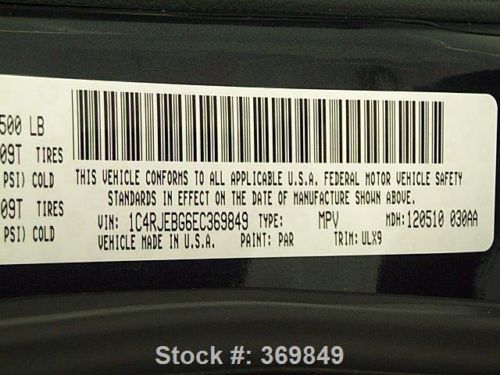 500 LB
09T TIRES
PSI) COLD
09T TIRES
PSI) COLD
THIS VEHICLE CONFORMS TO ALL APPLICABLE U.S.A. FEDERAL MOTOR VEHICLE SAFETY
STANDARDS IN EFFECT ON THE DATE OF MANUFACTURE SHOWN ABOVE.
VIN: 1C4RJEBG6EC369849 TYPE: MPV MDH: 120510 030AA
VEHICLE MADE IN U.S.A. PAINT: PAR TRIM: ULX9
Stock #: 369849